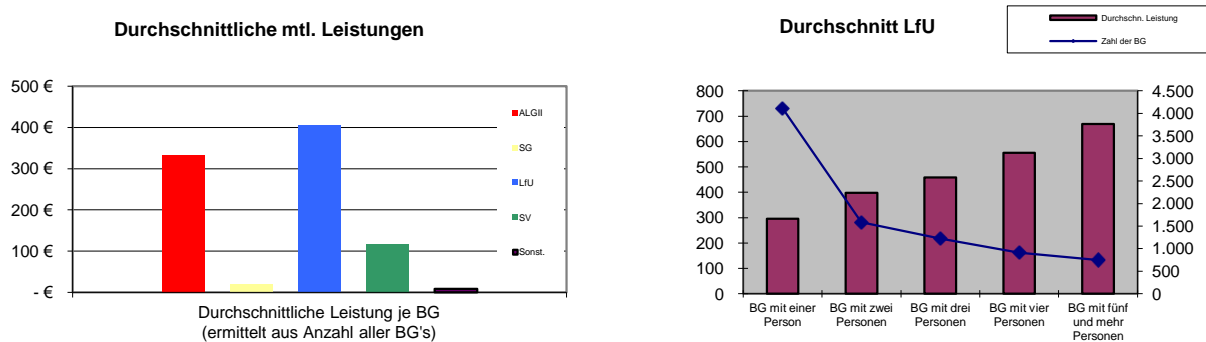 Durchschnittliche mtl. Leistungen
500 €
400 €
300 €
200 €
100 €
- €
ALGII
SG
LfU
SV
Sonst.
Durchschnittliche Leistung je BG
(ermittelt aus Anzahl aller BG's)
Durchschnitt LfU
Durchschn. Leistung
Zahl der BG
800
700
600
500
400
300
200
100
0
4.500
4.000
3.500
3.000
2.500
2.000
1.500
1.000
500
0
BG mit einer
Person
BG mit zwei
Personen
BG mit drei
Personen
BG mit vier
Personen
BG mit fünf
und mehr
Personen